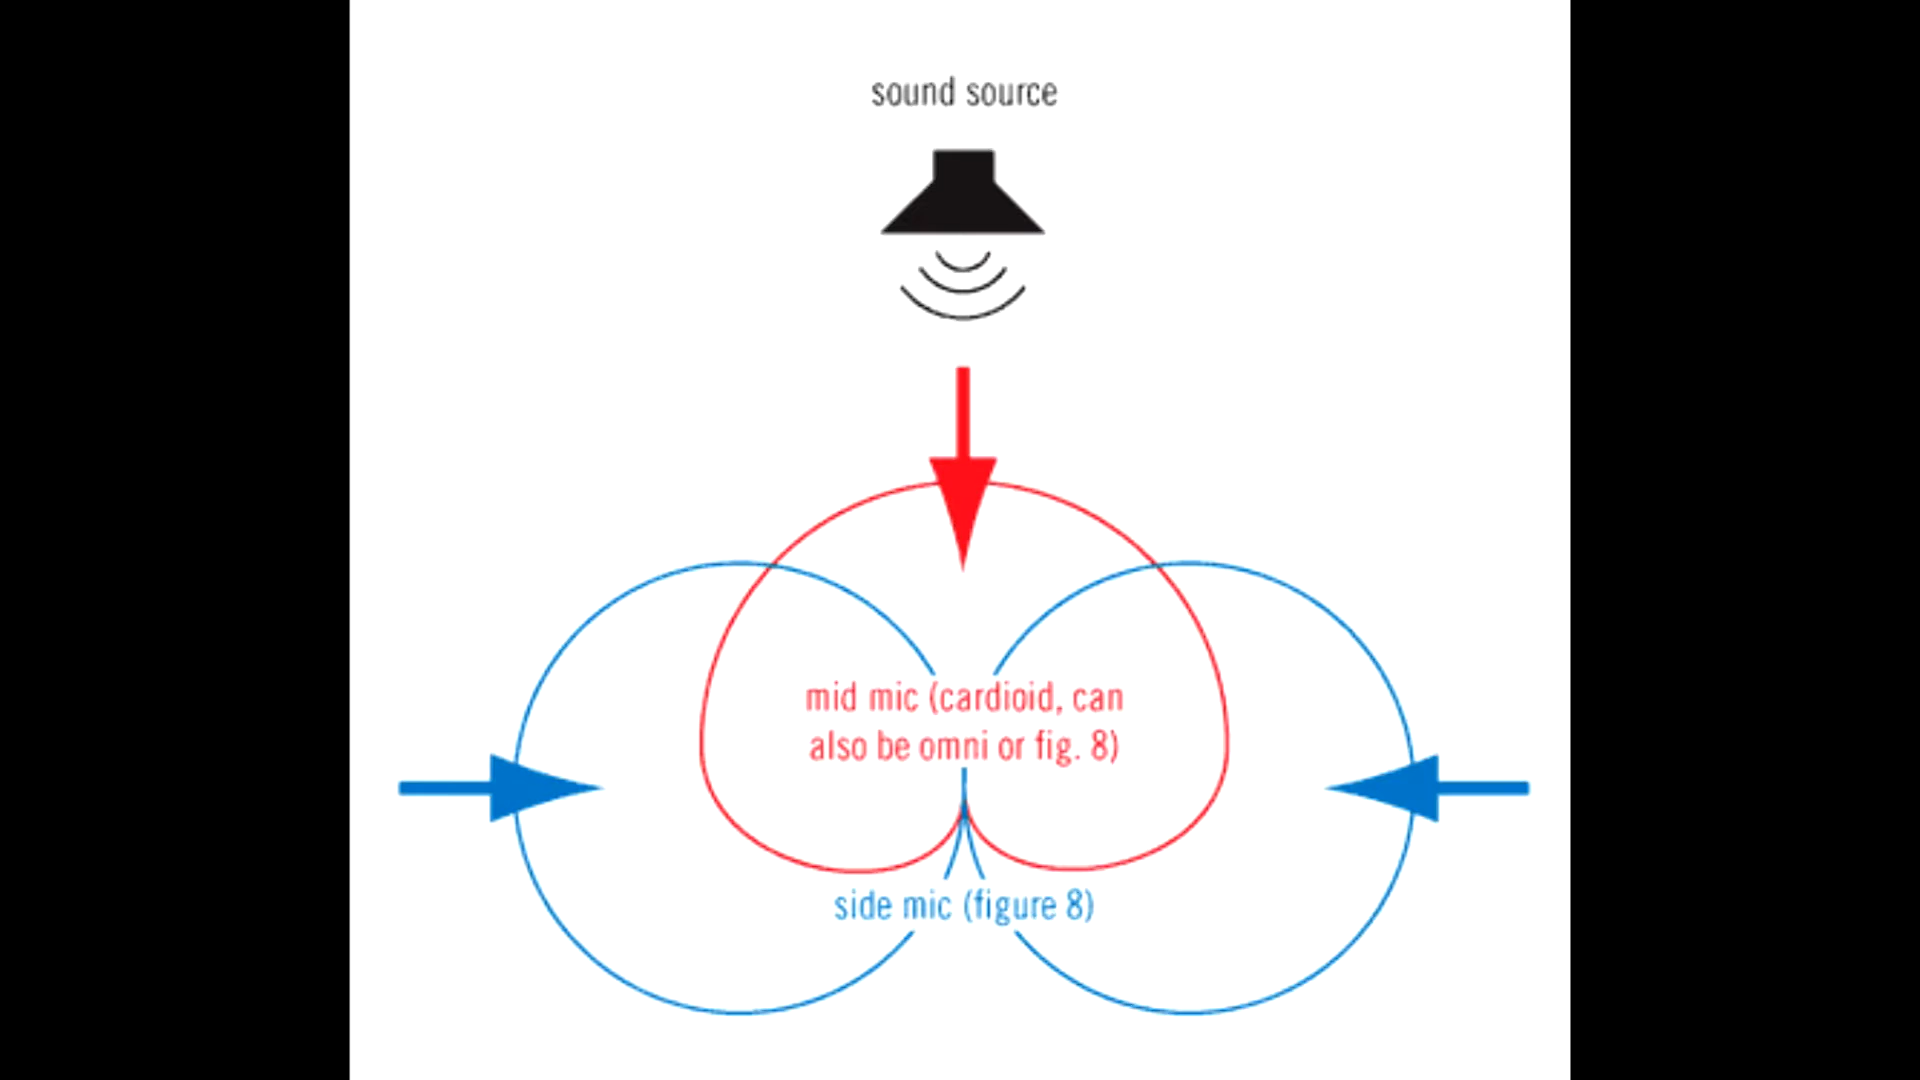 sound source
mid mic (cardioid, can
also be omni or fig. 8)
side mic (figure 8)